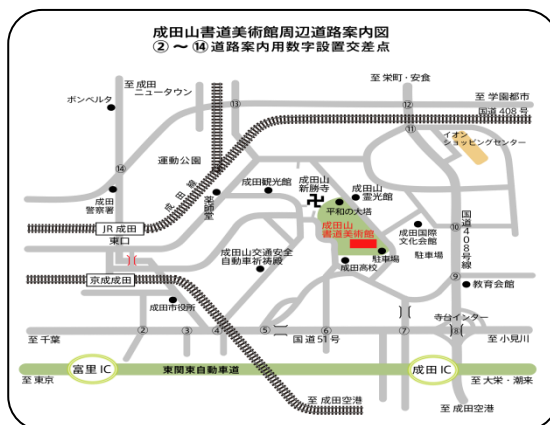 成田山書道美術館周辺道路案内図
②～⑭道路案内用数字設置交差点
至 成田
ニュータウン
至 栄町・安食
ボンベルタ
⑬
⑫
至 学園都市
国道 408 号
⑪
イオン
ショッピングセンター
運動公園
⑭
成田線
薬師堂
成田観光館
成田山
新勝寺
成田山
霊光館
成田
警察署
平和の大塔
国道408号線
JR 成田
東口
成田山
書道美術館
成田国際
文化会館
⑩
成田山交通安全
自動車祈祷殿
成田高校
駐車場
駐車場
京成成田
⑨
教育会館
成田市役所
寺台インター
②
③
④
⑤
⑥
⑦
⑧
至 千葉
国 道 51 号
至 小見川
富里 IC
東関東自動車道
成田 IC
至 東京
至 大栄・潮来
至 成田空港
至 成田空港